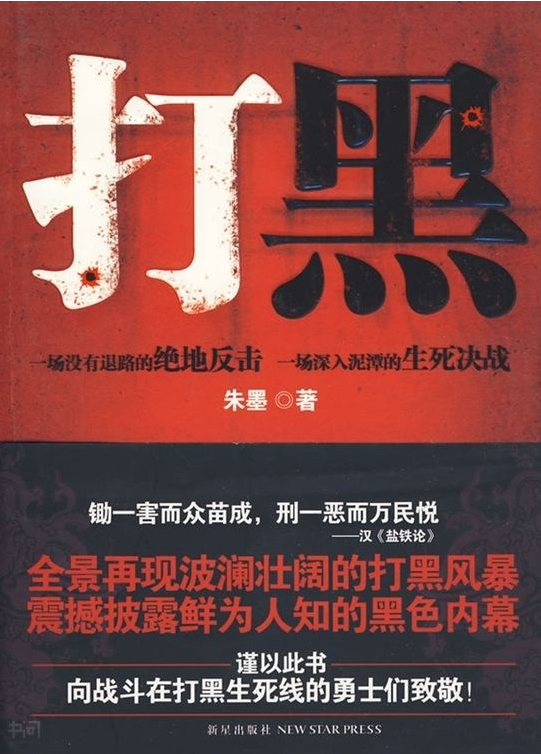 打黑
一场没有退路的绝地反击 一场深入泥潭的生死决战
朱墨 ◎ 著
锄一害而众苗成，刑一恶而万民悦
——汉《盐铁论》
全景再现波澜壮阔的打黑风暴
震撼披露鲜为人知的黑色内幕
谨以此书
向战斗在打黑生死线的勇士们致敬！
书问
新星出版社 NEW STAR PRESS